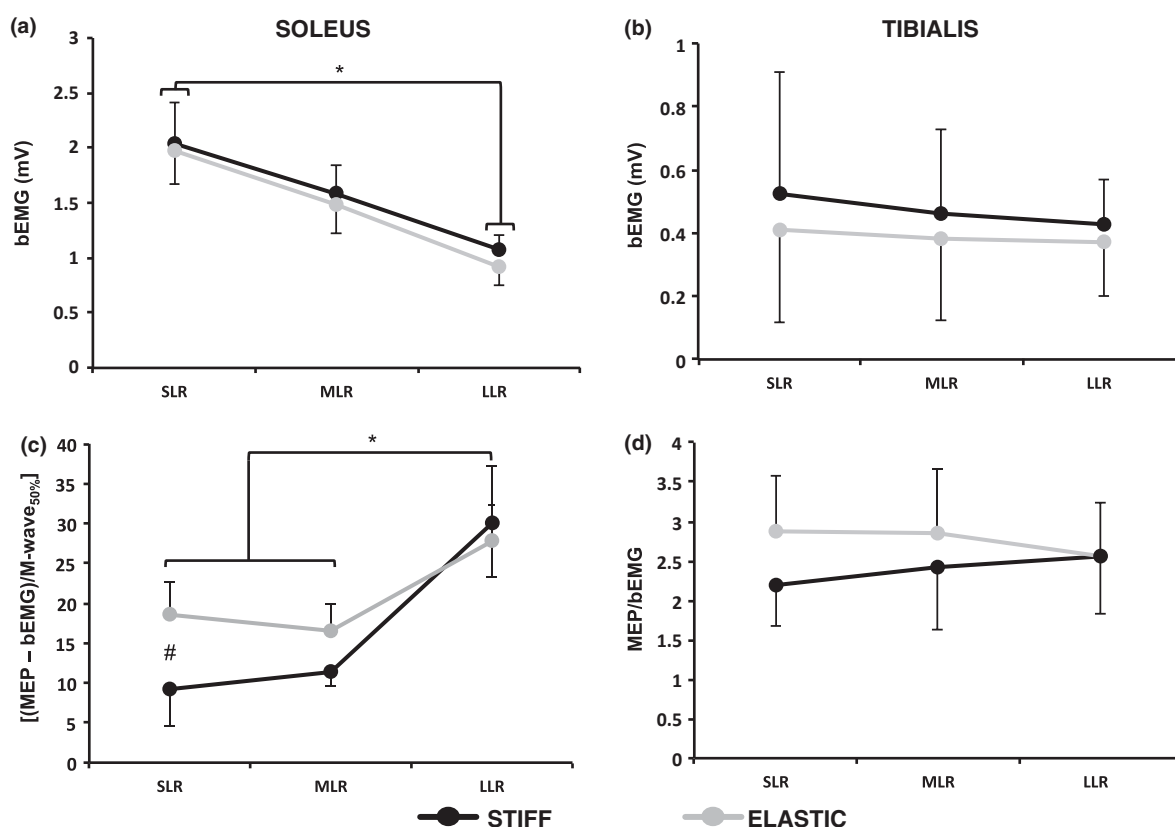 (a)
SOLEUS
3
2.5
2
1.5
1
0.5
0
bEMG (mV)
*
SLR
MLR
LLR
(b)
TIBIALIS
1
0.8
0.6
0.4
0.2
0
bEMG (mV)
SLR
MLR
LLR
(c)
40
35
30
25
20
15
10
5
0
[(MEP – bEMG)/M-wave50%]
*
#
SLR
MLR
LLR
(d)
4
3.5
3
2.5
2
1.5
1
0.5
0
MEP/bEMG
SLR
MLR
LLR
STIFF
ELASTIC